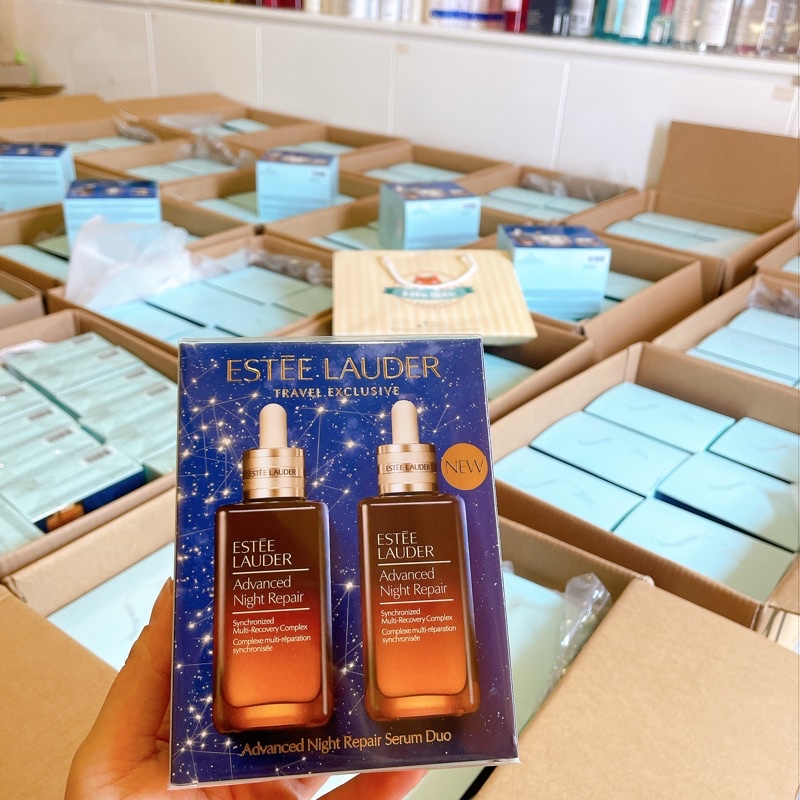 ESTĒE LAUDER
TRAVEL EXCLUSIVE
ESTĒE LAUDER
ESTĒE LAUDER
NEW
ESTĒE
LAUDER
Advanced
Night Repair
Synchronized
Multi-Recovery Complex
Complexe multi-réparation
synchronisée
ESTĒE
LAUDER
Advanced
Night Repair
Synchronized
Multi-Recovery Complex
Complexe multi-réparation
synchronisée
Advanced Night Repair Serum Duo